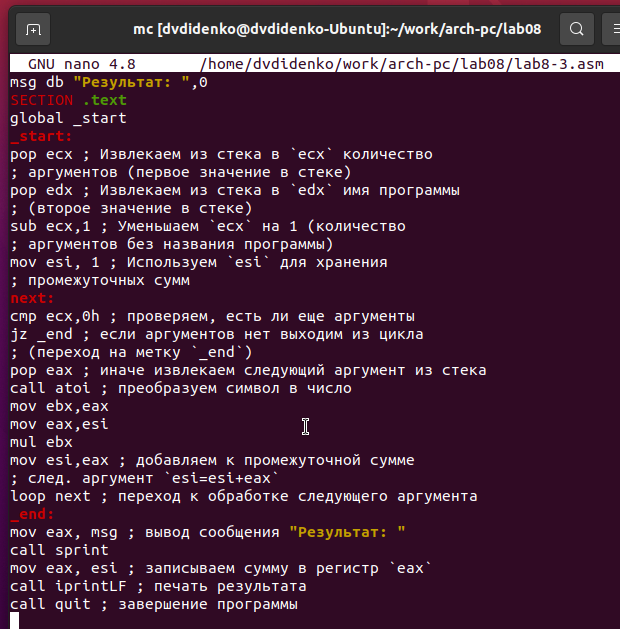 mc [dvdidenko@dvdidenko-Ubuntu]:~/work/arch-pc/lab08
GNU nano 4.8 /home/dvdidenko/work/arch-pc/lab08/lab8-3.asm
msg db "Результат: ",0
SECTION .text
global _start
_start:
pop ecx ; Извлекаем из стека в `ecx` количество
; аргументов (первое значение в стеке)
pop edx ; Извлекаем из стека в `edx` имя программы
; (второе значение в стеке)
sub ecx,1 ; Уменьшаем `ecx` на 1 (количество
; аргументов без названия программы)
mov esi, 1 ; Используем `esi` для хранения
; промежуточных сумм
next:
cmp ecx,0h ; проверяем, есть ли еще аргументы
jz _end ; если аргументов нет выходим из цикла
; (переход на метку `_end`)
pop eax ; иначе извлекаем следующий аргумент из стека
call atoi ; преобразуем символ в число
mov ebx,eax
mov eax,esi
mul ebx
mov esi,eax ; добавляем к промежуточной сумме
; след. аргумент `esi=esi+eax`
loop next ; переход к обработке следующего аргумента
_end:
mov eax, msg ; вывод сообщения "Результат: "
call sprint
mov eax, esi ; записываем сумму в регистр `eax`
call iprintLF ; печать результата
call quit ; завершение программы